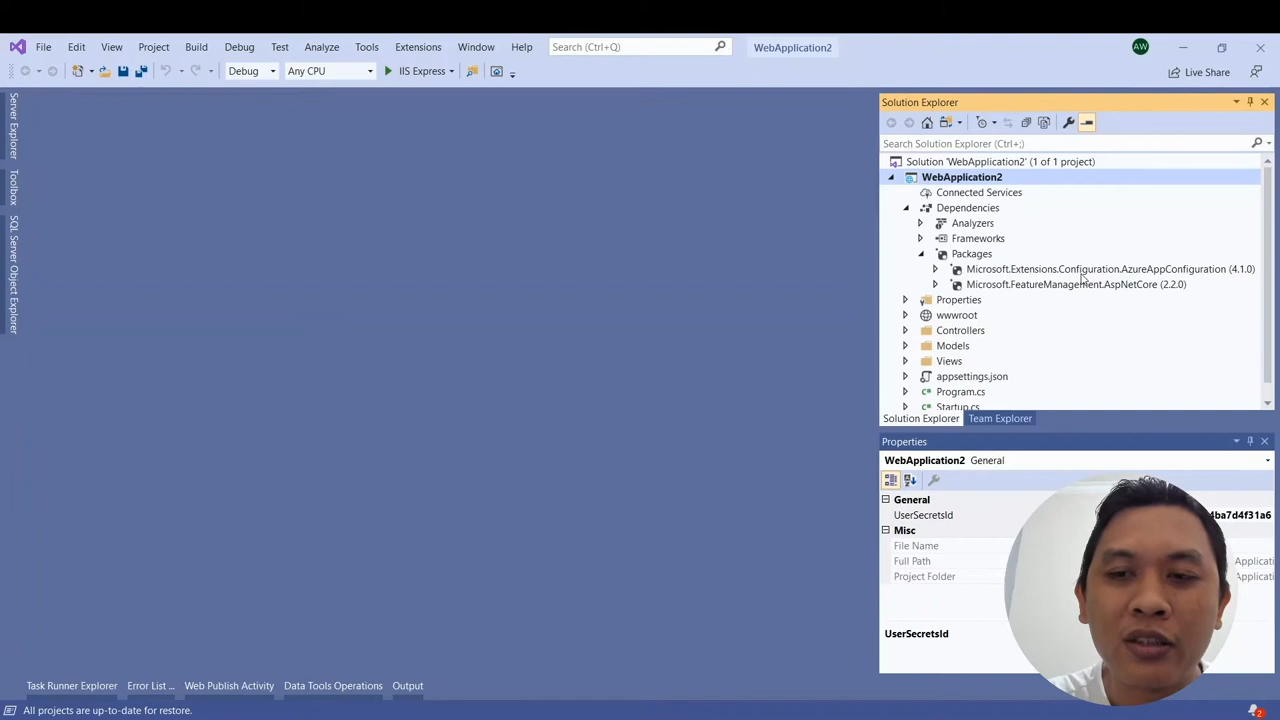 File Edit View Project Build Debug Test Analyze Tools Extensions Window Help Search (Ctrl+Q) WebApplication2 AW
Debug Any CPU IIS Express Live Share
Server Explorer
Toolbox
SQL Server Object Explorer
Solution Explorer
Search Solution Explorer (Ctrl+;)
Solution 'WebApplication2' (1 of 1 project)
WebApplication2
Connected Services
Dependencies
Analyzers
Frameworks
Packages
Microsoft.Extensions.Configuration.AzureAppConfiguration (4.1.0)
Microsoft.FeatureManagement.AspNetCore (2.2.0)
Properties
wwwroot
Controllers
Models
Views
appsettings.json
Program.cs
Startup.cs
Solution Explorer Team Explorer
Properties
WebApplication2 General
General
UserSecretsId 4ba7d4f31a6
Misc
File Name
Full Path Applicatio
Project Folder Applicatio
UserSecretsId
Task Runner Explorer Error List ... Web Publish Activity Data Tools Operations Output
All projects are up-to-date for restore. 2